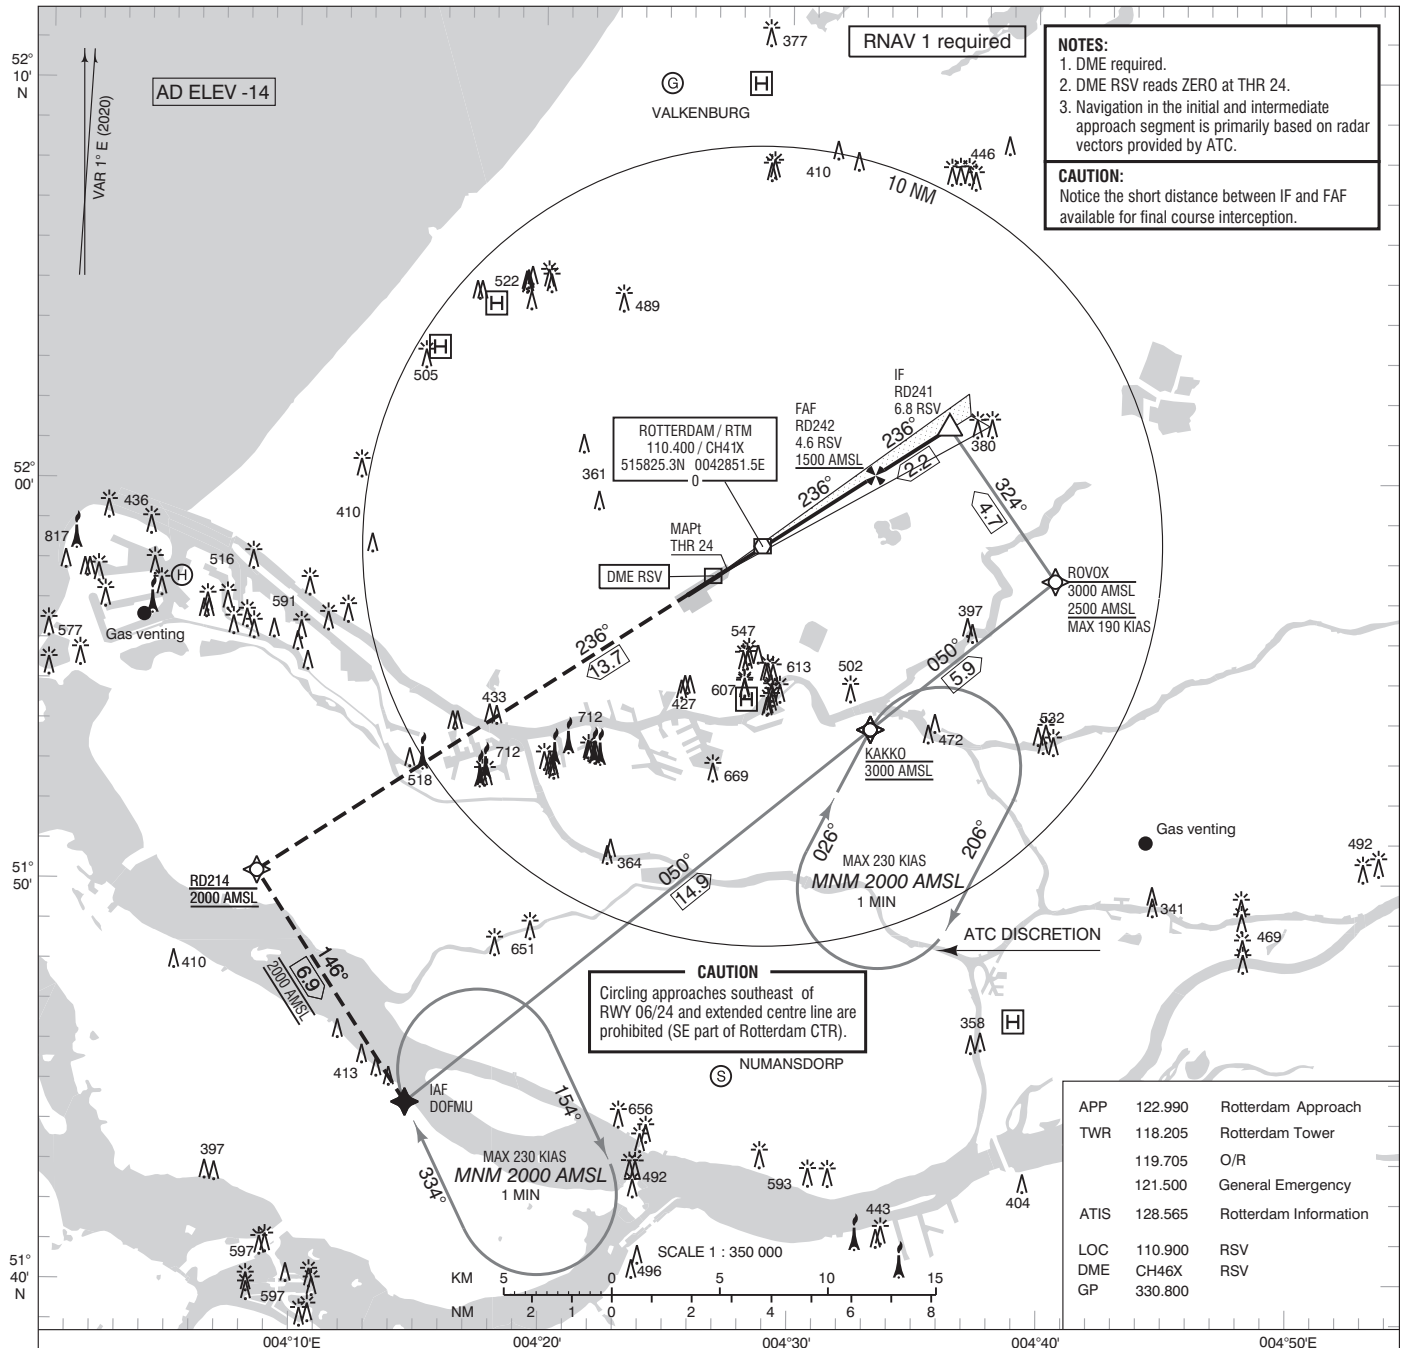 377
RNAV 1 required
NOTES:
1. DME required.
2. DME RSV reads ZERO at THR 24.
3. Navigation in the initial and intermediate
approach segment is primarily based on radar
vectors provided by ATC.
CAUTION:
Notice the short distance between IF and FAF
available for final course interception.
52°
10'
N
VAR 1° E (2020)
AD ELEV -14
G
H
VALKENBURG
410
446
10 NM
522
H
489
H
505
IF
RD241
6.8 RSV
FAF
RD242
4.6 RSV
1500 AMSL
236°
2.2
380
ROTTERDAM / RTM
110.400 / CH41X
515825.3N 0042851.5E
0
361
236°
324°
4.7
52°
00'
436
410
817
516
H
MAPt
THR 24
DME RSV
ROVOX
3000 AMSL
2500 AMSL
MAX 190 KIAS
591
577
Gas venting
236°
13.7
397
050°
5.9
547
613
502
607
H
427
433
712
712
518
669
472
532
KAKKO
3000 AMSL
026°
206°
MAX 230 KIAS
MNM 2000 AMSL
1 MIN
Gas venting
492
364
050°
14.9
51°
50'
RD214
2000 AMSL
341
469
ATC DISCRETION
651
410
146°
6.9
2000 AMSL
CAUTION
Circling approaches southeast of
RWY 06/24 and extended centre line are
prohibited (SE part of Rotterdam CTR).
H
358
S
NUMANSDORP
413
IAF
DOFMU
154°
656
334°
MAX 230 KIAS
MNM 2000 AMSL
1 MIN
397
492
593
404
443
APP 122.990 Rotterdam Approach
TWR 118.205 Rotterdam Tower
119.705 O/R
121.500 General Emergency
ATIS 128.565 Rotterdam Information
LOC 110.900 RSV
DME CH46X RSV
GP 330.800
597
597
496
SCALE 1 : 350 000
KM 5 0 5 10 15
NM 2 1 0 2 4 6 8
51°
40'
N
004°10'E 004°20' 004°30' 004°40' 004°50'E